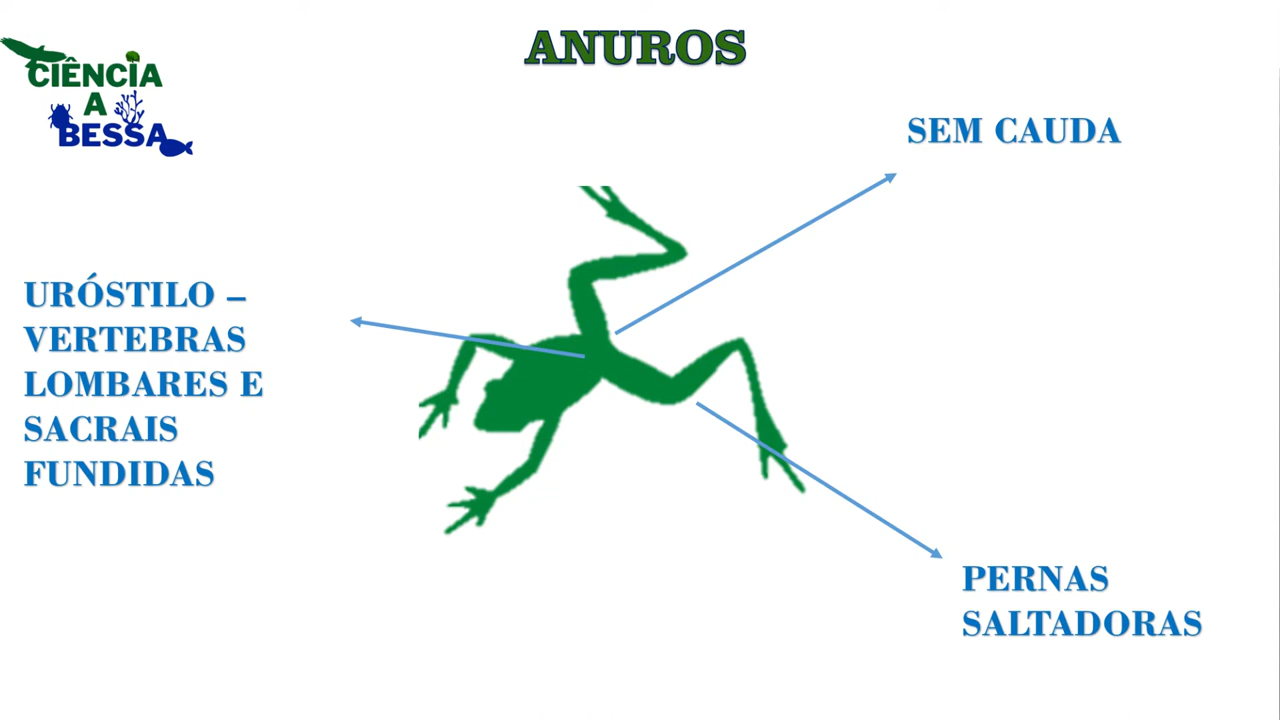 ANUROS
CIÊNCIA
A
BESSA
SEM CAUDA
URÓSTILO –
VERTEBRAS
LOMBARES E
SACRAIS
FUNDIDAS
PERNAS
SALTADORAS